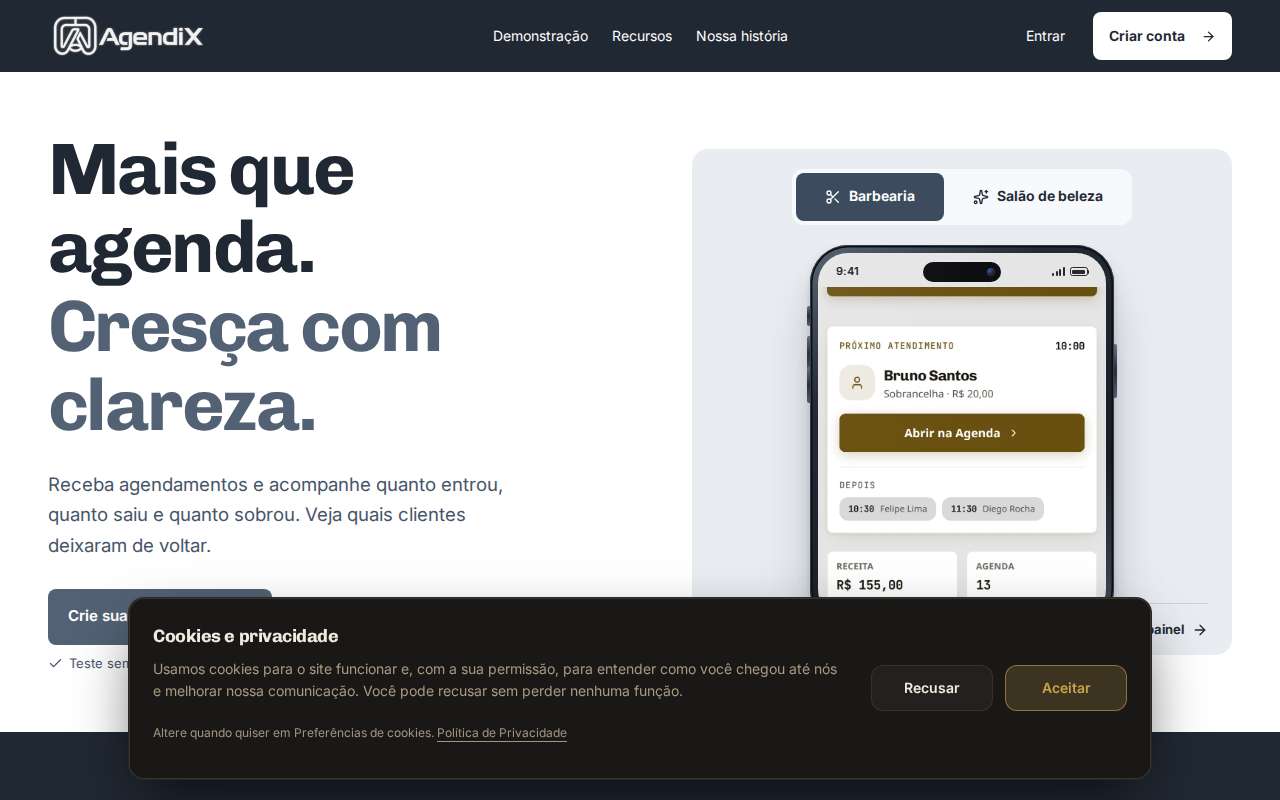 AgendiX
Demonstração
Recursos
Nossa história
Entrar
Criar conta
Mais que
agenda.
Cresça com
clareza.
Receba agendamentos e acompanhe quanto entrou,
quanto saiu e quanto sobrou. Veja quais clientes
deixaram de voltar.
Crie sua
Teste
Barbearia
Salão de beleza
9:41
PRÓXIMO ATENDIMENTO
10:00
Bruno Santos
Sobrancelha · R$ 20,00
Abrir na Agenda
DEPOIS
10:30 Felipe Lima
11:30 Diego Rocha
RECEITA
R$ 155,00
AGENDA
13
painel
Cookies e privacidade
Usamos cookies para o site funcionar e, com a sua permissão, para entender como você chegou até nós
e melhorar nossa comunicação. Você pode recusar sem perder nenhuma função.
Altere quando quiser em Preferências de cookies. Política de Privacidade
Recusar
Aceitar